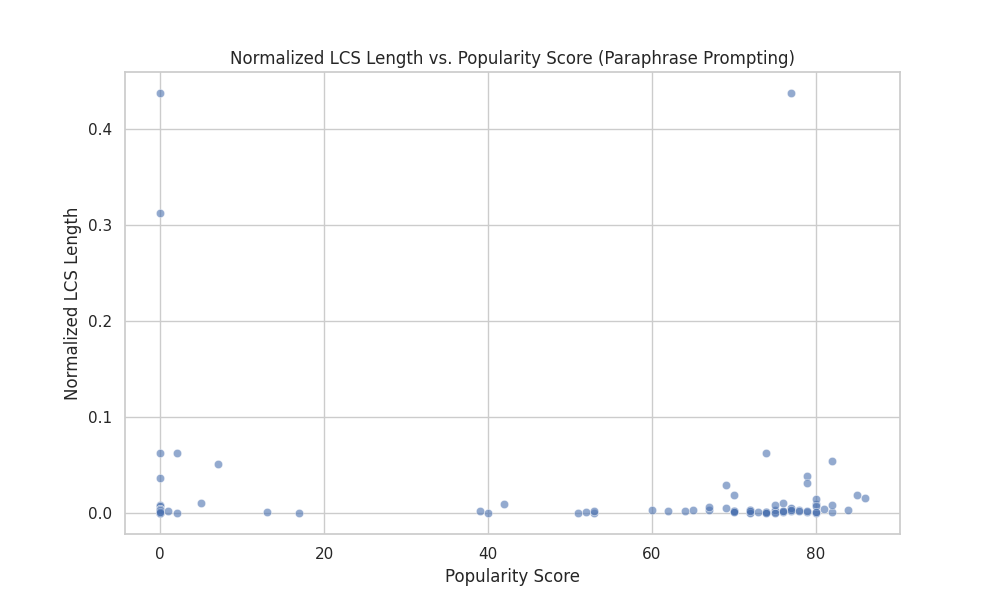 Normalized LCS Length vs. Popularity Score (Paraphrase Prompting)
Normalized LCS Length
0.4
0.3
0.2
0.1
0.0
0 20 40 60 80
Popularity Score